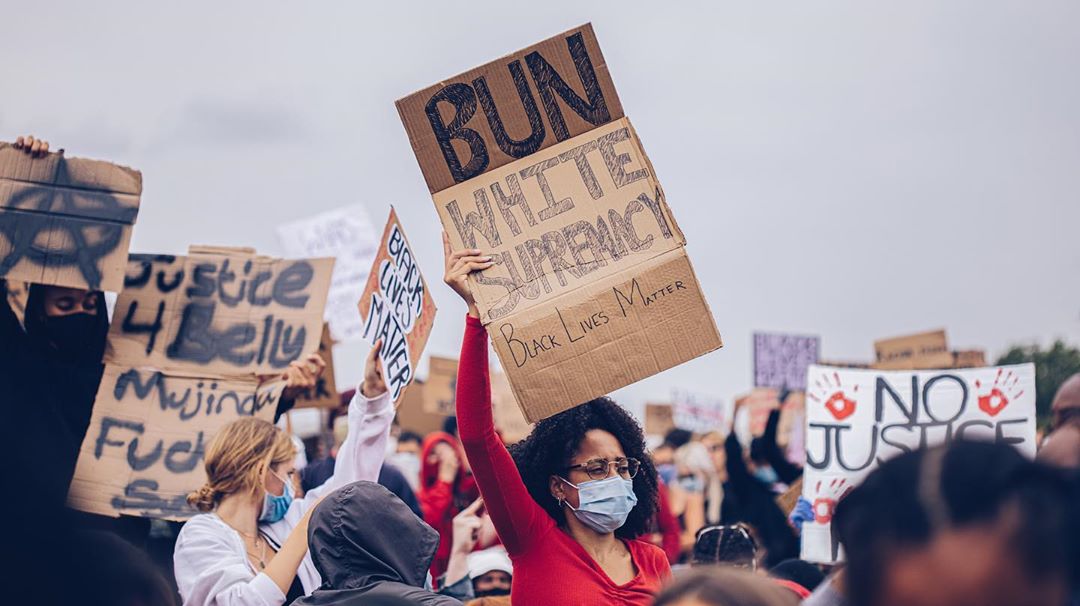 BUN
WHITE
SUPREMACY
BLACK LIVES MATTER
Justice
4 Belly
Mujinga
Fuck
BLACK
LIVES
MATTER
NO
JUSTICE